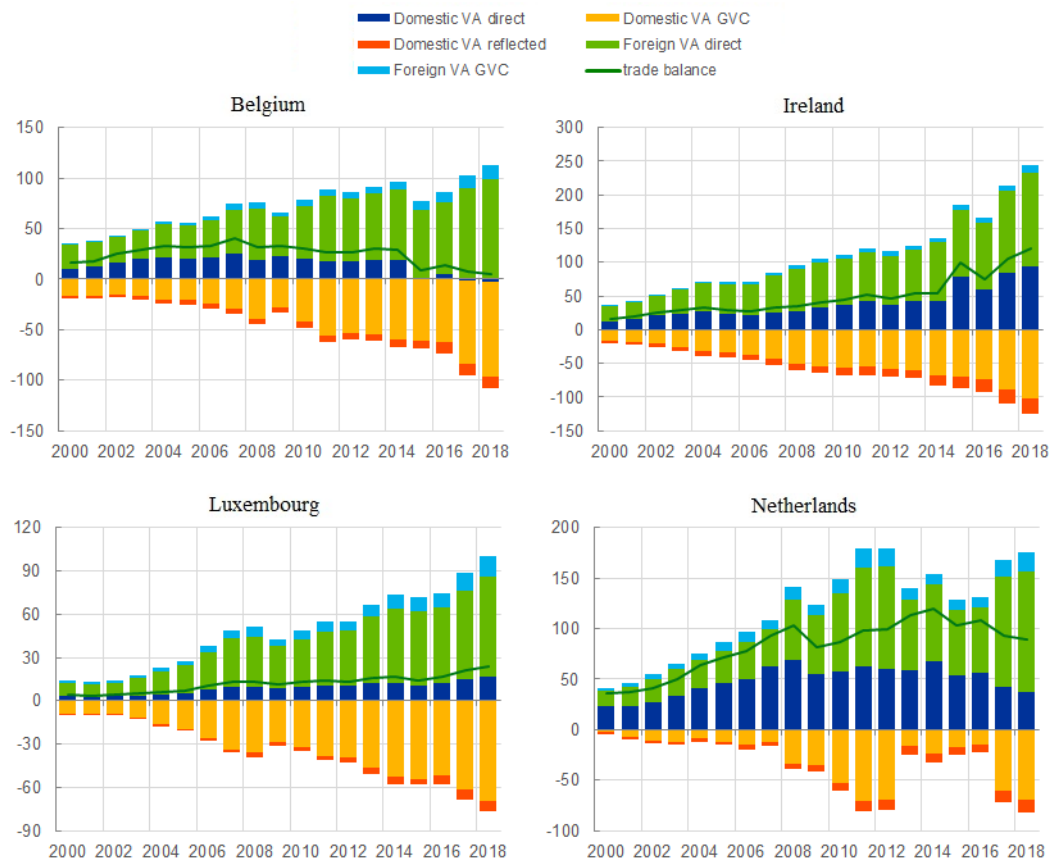 Domestic VA direct Domestic VA GVC
Domestic VA reflected Foreign VA direct
Foreign VA GVC trade balance
Belgium
150
100
50
0
-50
-100
-150
2000 2002 2004 2006 2008 2010 2012 2014 2016 2018
Ireland
300
250
200
150
100
50
0
-50
-100
-150
2000 2002 2004 2006 2008 2010 2012 2014 2016 2018
Luxembourg
120
90
60
30
0
-30
-60
-90
2000 2002 2004 2006 2008 2010 2012 2014 2016 2018
Netherlands
200
150
100
50
0
-50
-100
2000 2002 2004 2006 2008 2010 2012 2014 2016 2018